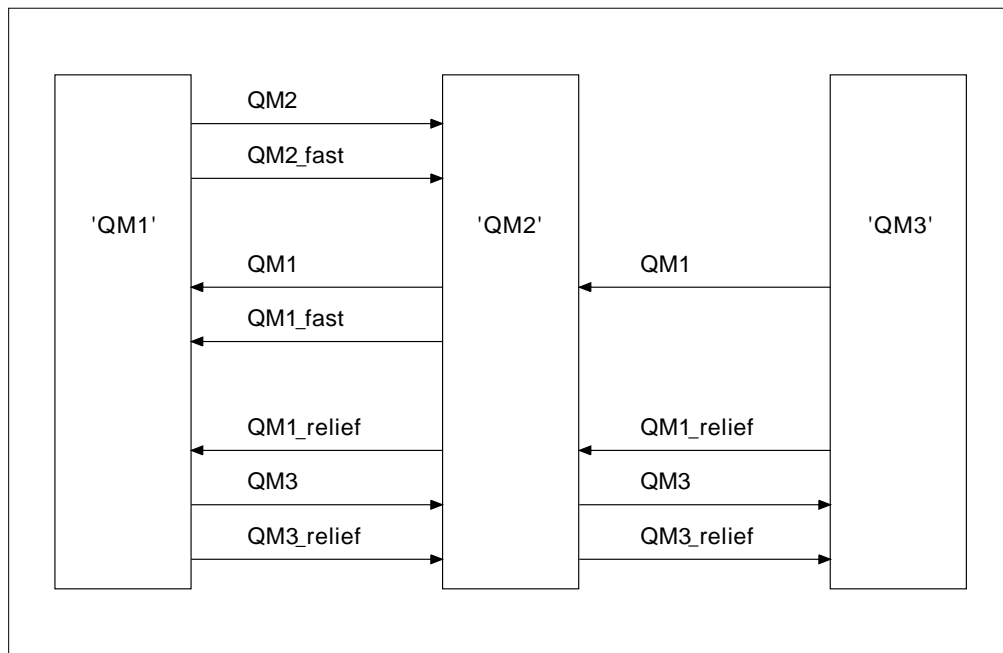 QM2
QM2_fast
'QM1' 'QM2' 'QM3'
QM1 QM1
QM1_fast
QM1_relief QM1_relief
QM3 QM3
QM3_relief QM3_relief